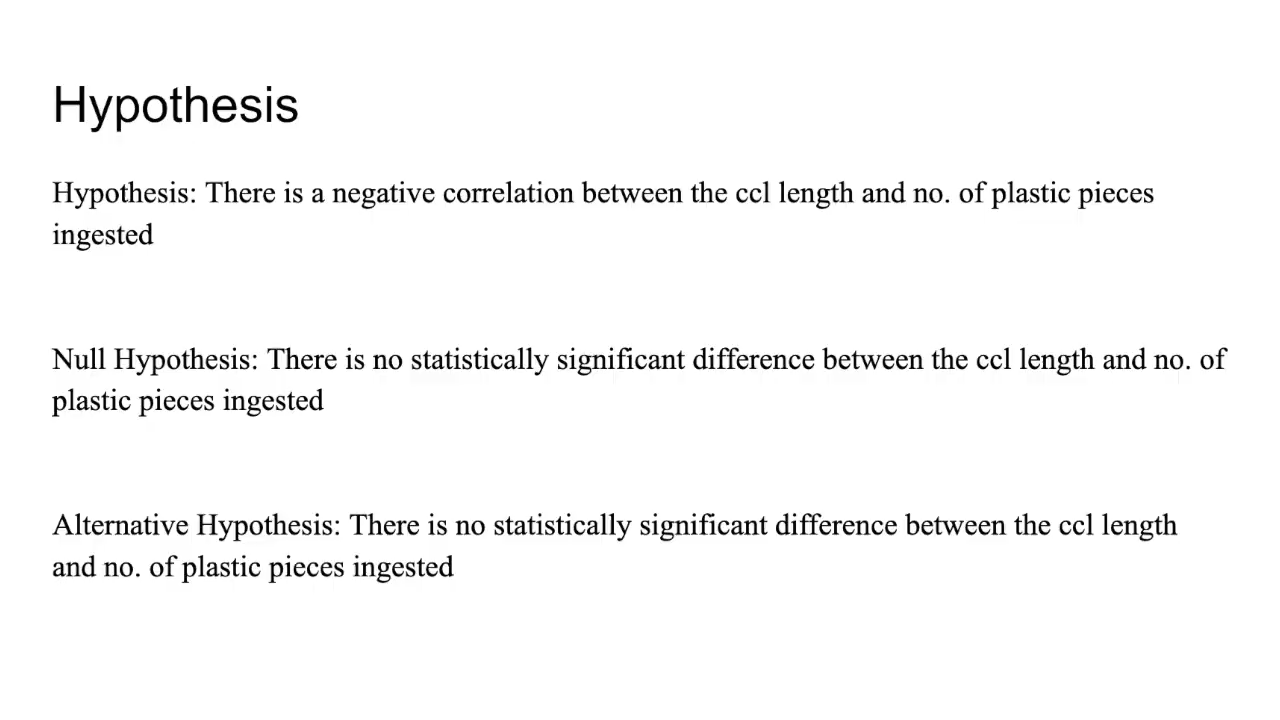 Hypothesis
Hypothesis: There is a negative correlation between the ccl length and no. of plastic pieces
ingested
Null Hypothesis: There is no statistically significant difference between the ccl length and no. of
plastic pieces ingested
Alternative Hypothesis: There is no statistically significant difference between the ccl length
and no. of plastic pieces ingested